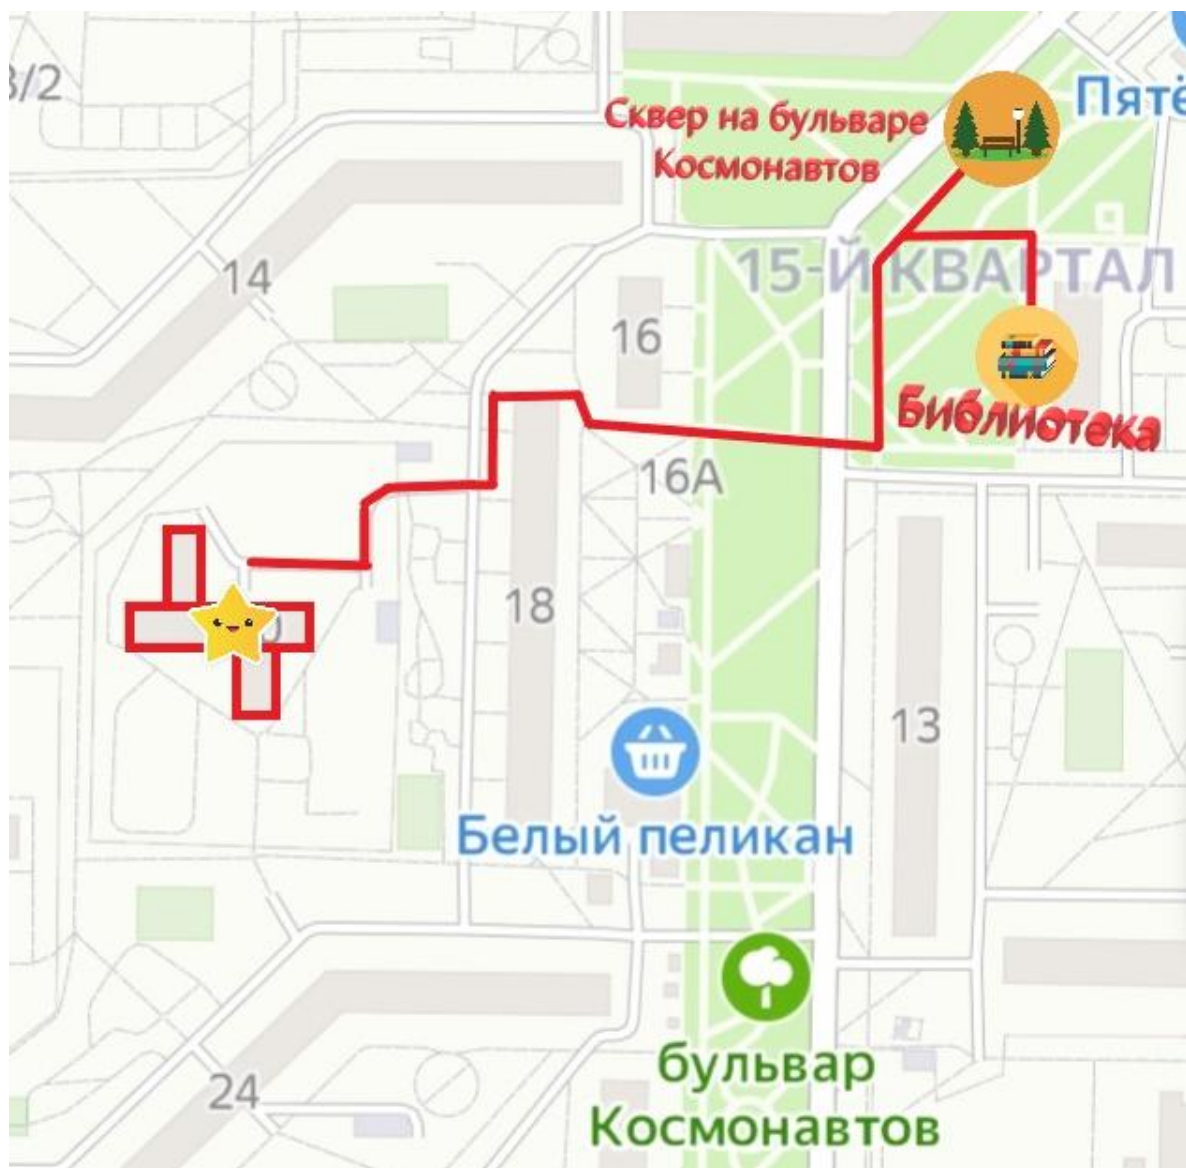 3/2
Пятё
Сквер на бульваре
Космонавтов
15-Й КВАРТАЛ
14
16
Библиотека
16А
18
13
Белый пеликан
бульвар
Космонавтов
24